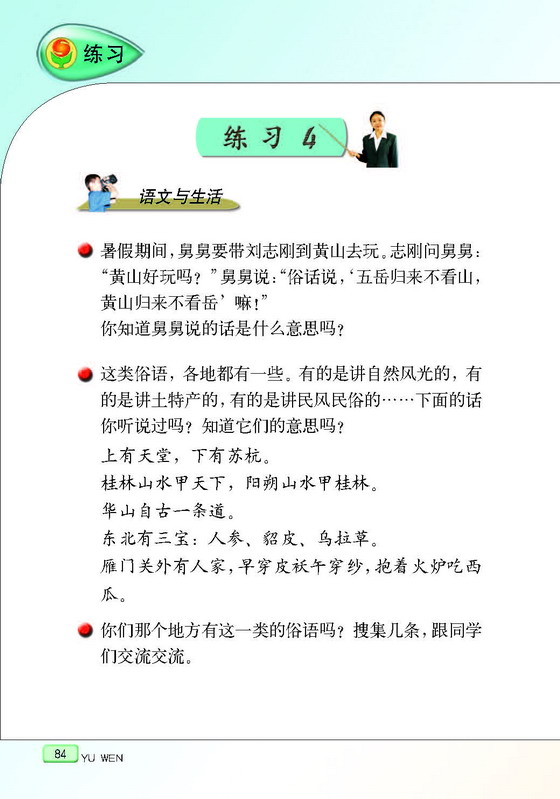 练习
练习4
语文与生活
暑假期间，舅舅要带刘志刚到黄山去玩。志刚问舅舅：
“黄山好玩吗？”舅舅说：“俗话说，‘五岳归来不看山，
黄山归来不看岳’嘛！”
你知道舅舅说的话是什么意思吗？
这类俗语，各地都有一些。有的是讲自然风光的，有
的是讲土特产的，有的是讲民风民俗的……下面的话
你听说过吗？知道它们的意思吗？
上有天堂，下有苏杭。
桂林山水甲天下，阳朔山水甲桂林。
华山自古一条道。
东北有三宝：人参、貂皮、乌拉草。
雁门关外有人家，早穿皮袄午穿纱，抱着火炉吃西
瓜。
你们那个地方有这一类的俗语吗？搜集几条，跟同学
们交流交流。
84 YU WEN